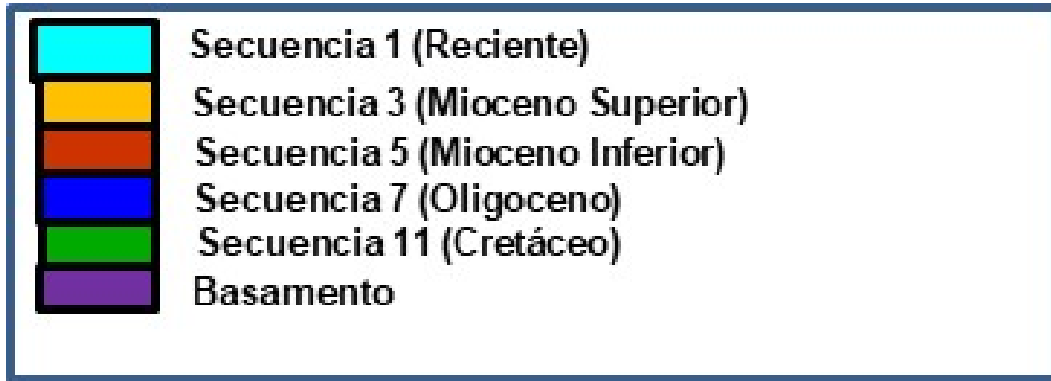 Secuencia 1 (Reciente)
Secuencia 3 (Mioceno Superior)
Secuencia 5 (Mioceno Inferior)
Secuencia 7 (Oligoceno)
Secuencia 11 (Cretáceo)
Basamento